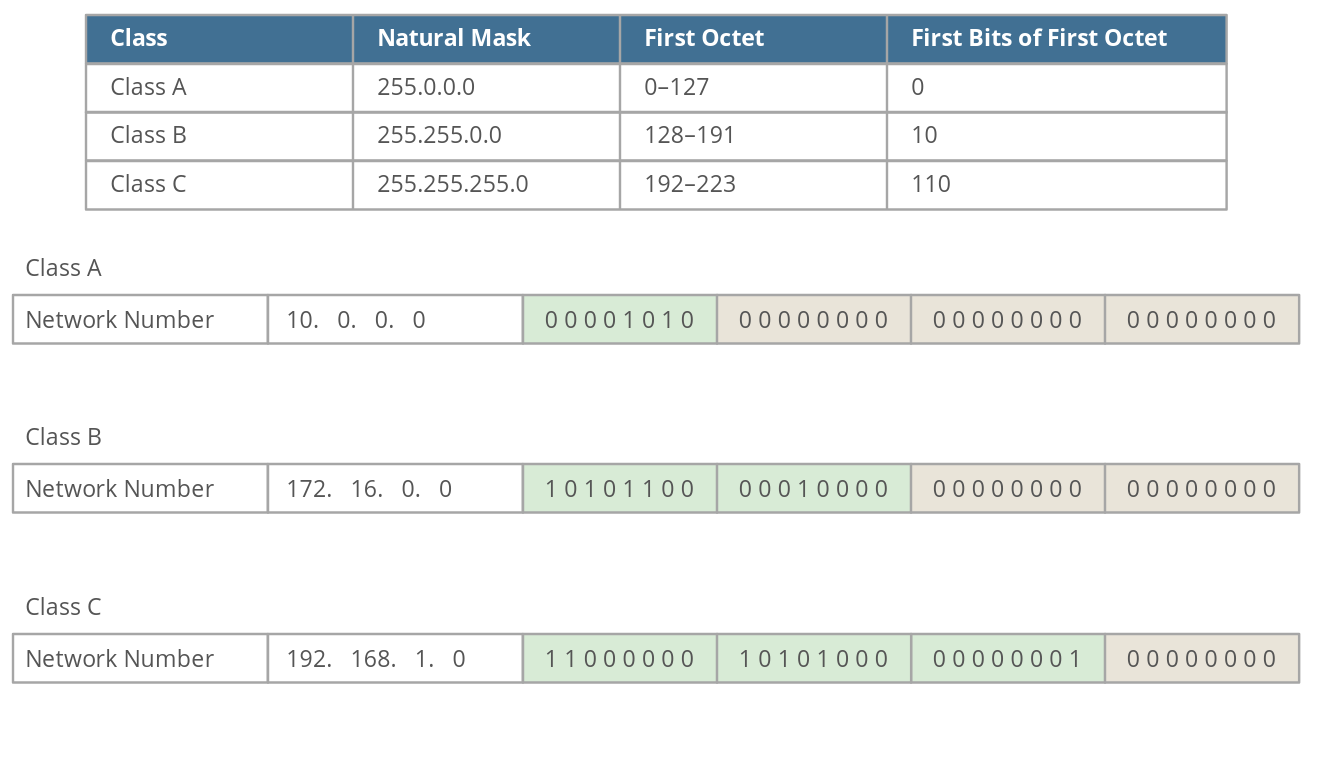 Class Natural Mask First Octet First Bits of First Octet
Class A 255.0.0.0 0–127 0
Class B 255.255.0.0 128–191 10
Class C 255.255.255.0 192–223 110
Class A
Network Number 10. 0. 0. 0 0 0 0 0 1 0 1 0 0 0 0 0 0 0 0 0 0 0 0 0 0 0 0 0 0 0 0 0 0 0 0 0
Class B
Network Number 172. 16. 0. 0 1 0 1 0 1 1 0 0 0 0 0 1 0 0 0 0 0 0 0 0 0 0 0 0 0 0 0 0 0 0 0 0
Class C
Network Number 192. 168. 1. 0 1 1 0 0 0 0 0 0 1 0 1 0 1 0 0 0 0 0 0 0 0 0 0 1 0 0 0 0 0 0 0 0